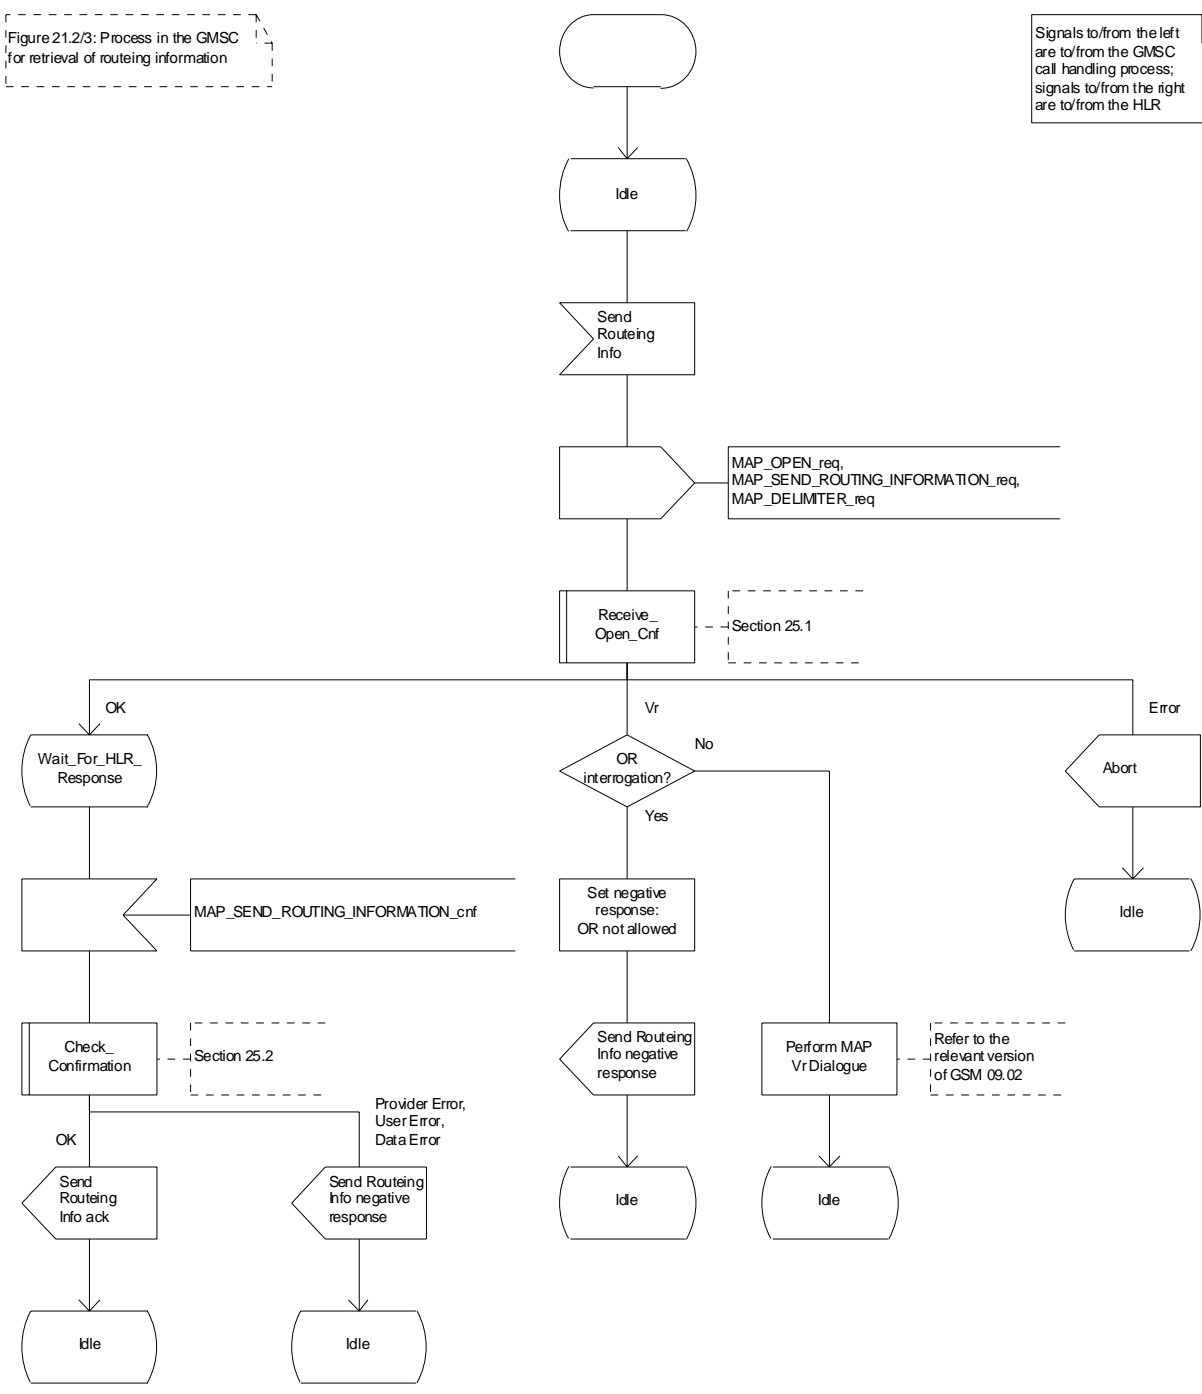 Figure 21.2/3: Process in the GMSC
for retrieval of routeing information
Signals to/from the left
are to/from the GMSC
call handling process;
signals to/from the right
are to/from the HLR
Idle
Send
Routeing
Info
MAP_OPEN_req,
MAP_SEND_ROUTING_INFORMATION_req,
MAP_DELIMITER_req
Receive_
Open_Cnf
Section 25.1
OK
Vr
Error
Wait_For_HLR_
Response
OR
interrogation?
No
Yes
Abort
MAP_SEND_ROUTING_INFORMATION_cnf
Set negative
response:
OR not allowed
Idle
Check_
Confirmation
Section 25.2
Send Routeing
Info negative
response
Perform MAP
Vr Dialogue
Refer to the
relevant version
of GSM 09.02
OK
Provider Error,
User Error,
Data Error
Send
Routeing
Info ack
Send Routeing
Info negative
response
Idle
Idle
Idle
Idle